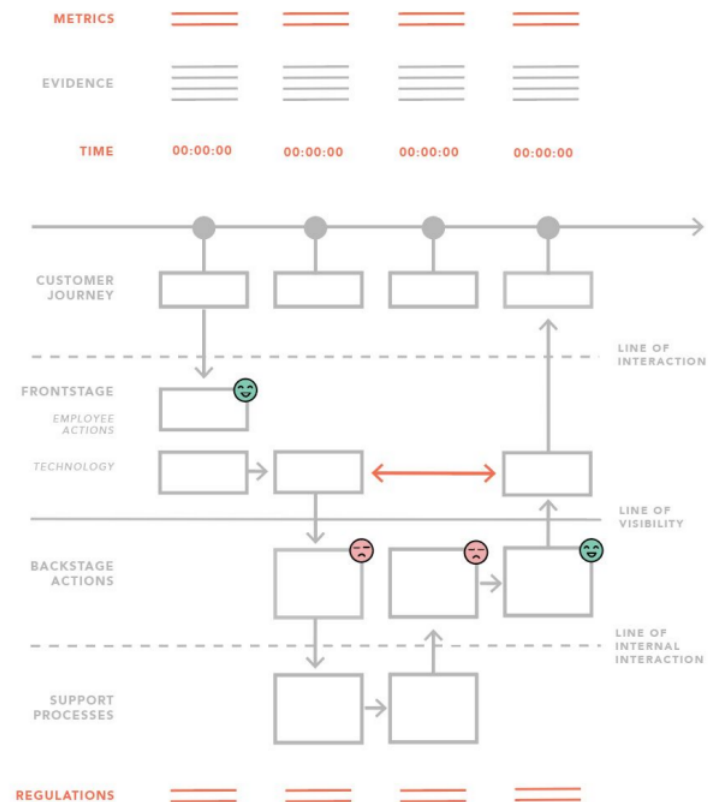 METRICS
EVIDENCE
TIME 00:00:00 00:00:00 00:00:00 00:00:00
CUSTOMER
JOURNEY
LINE OF
INTERACTION
FRONTSTAGE
EMPLOYEE
ACTIONS
TECHNOLOGY
LINE OF
VISIBILITY
BACKSTAGE
ACTIONS
LINE OF
INTERNAL
INTERACTION
SUPPORT
PROCESSES
REGULATIONS